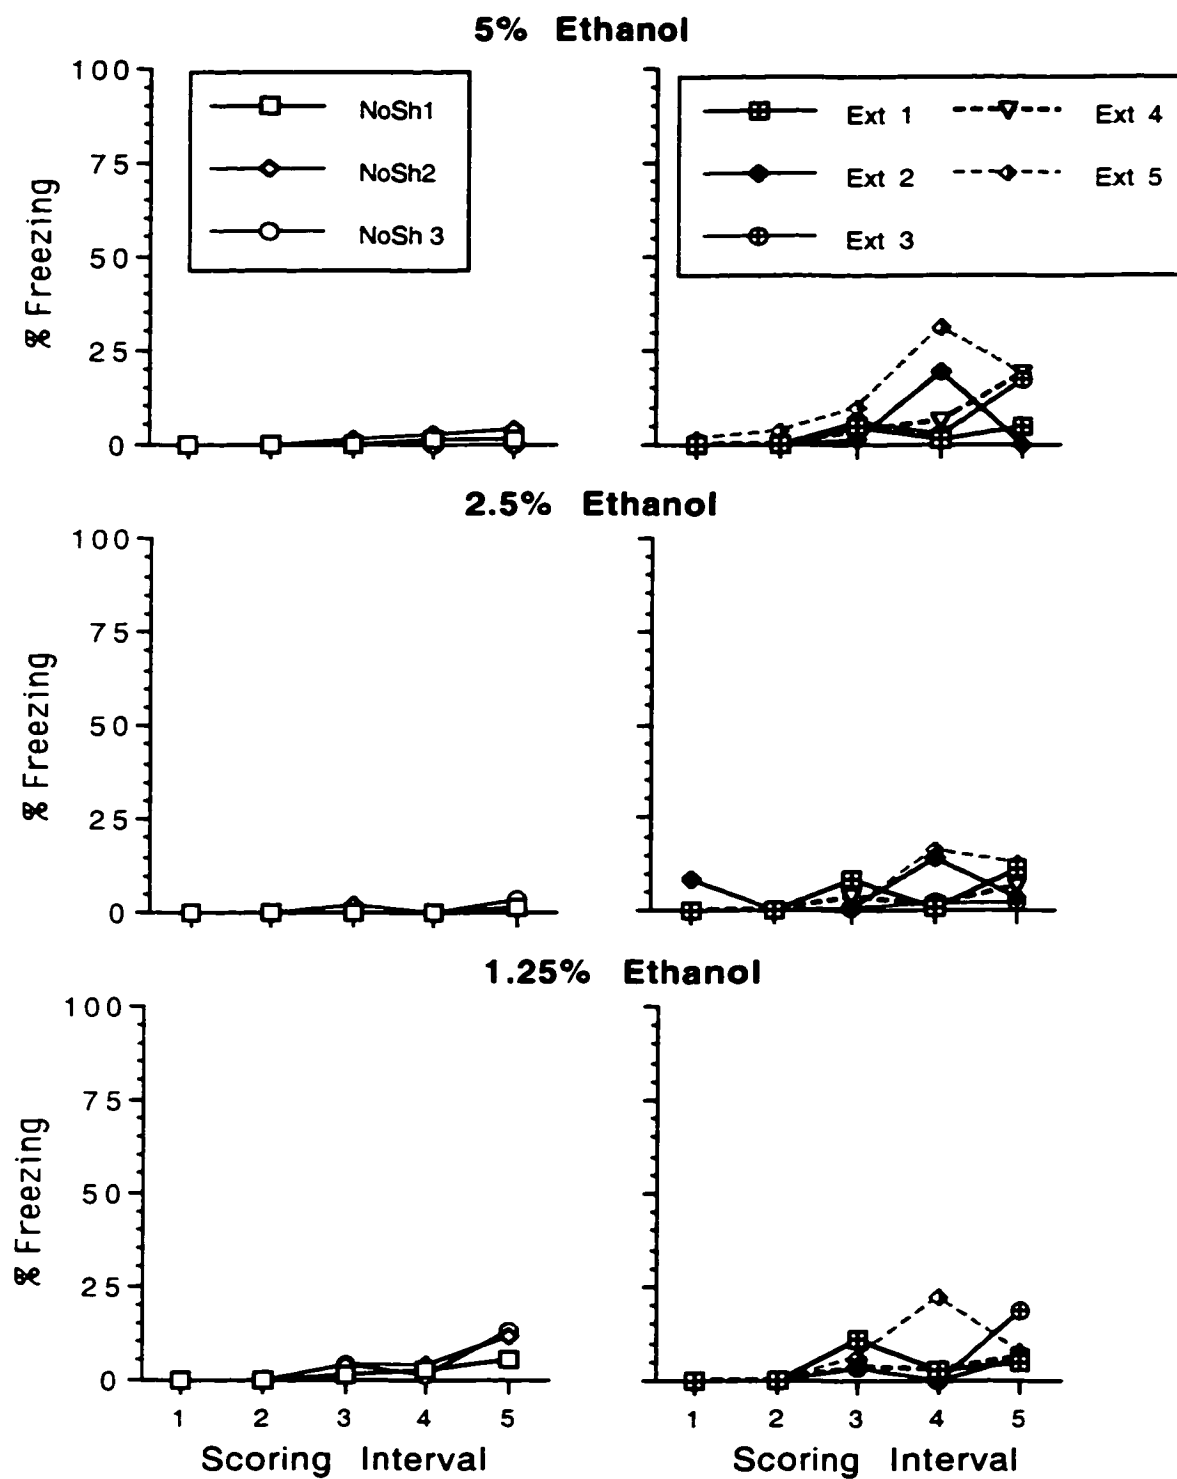 5% Ethanol
100
75
50
25
0
% Freezing
NoSh1
NoSh2
NoSh 3
Ext 1
Ext 2
Ext 3
Ext 4
Ext 5
2.5% Ethanol
100
75
50
25
0
% Freezing
1.25% Ethanol
100
75
50
25
0
% Freezing
1 2 3 4 5
Scoring Interval
1 2 3 4 5
Scoring Interval